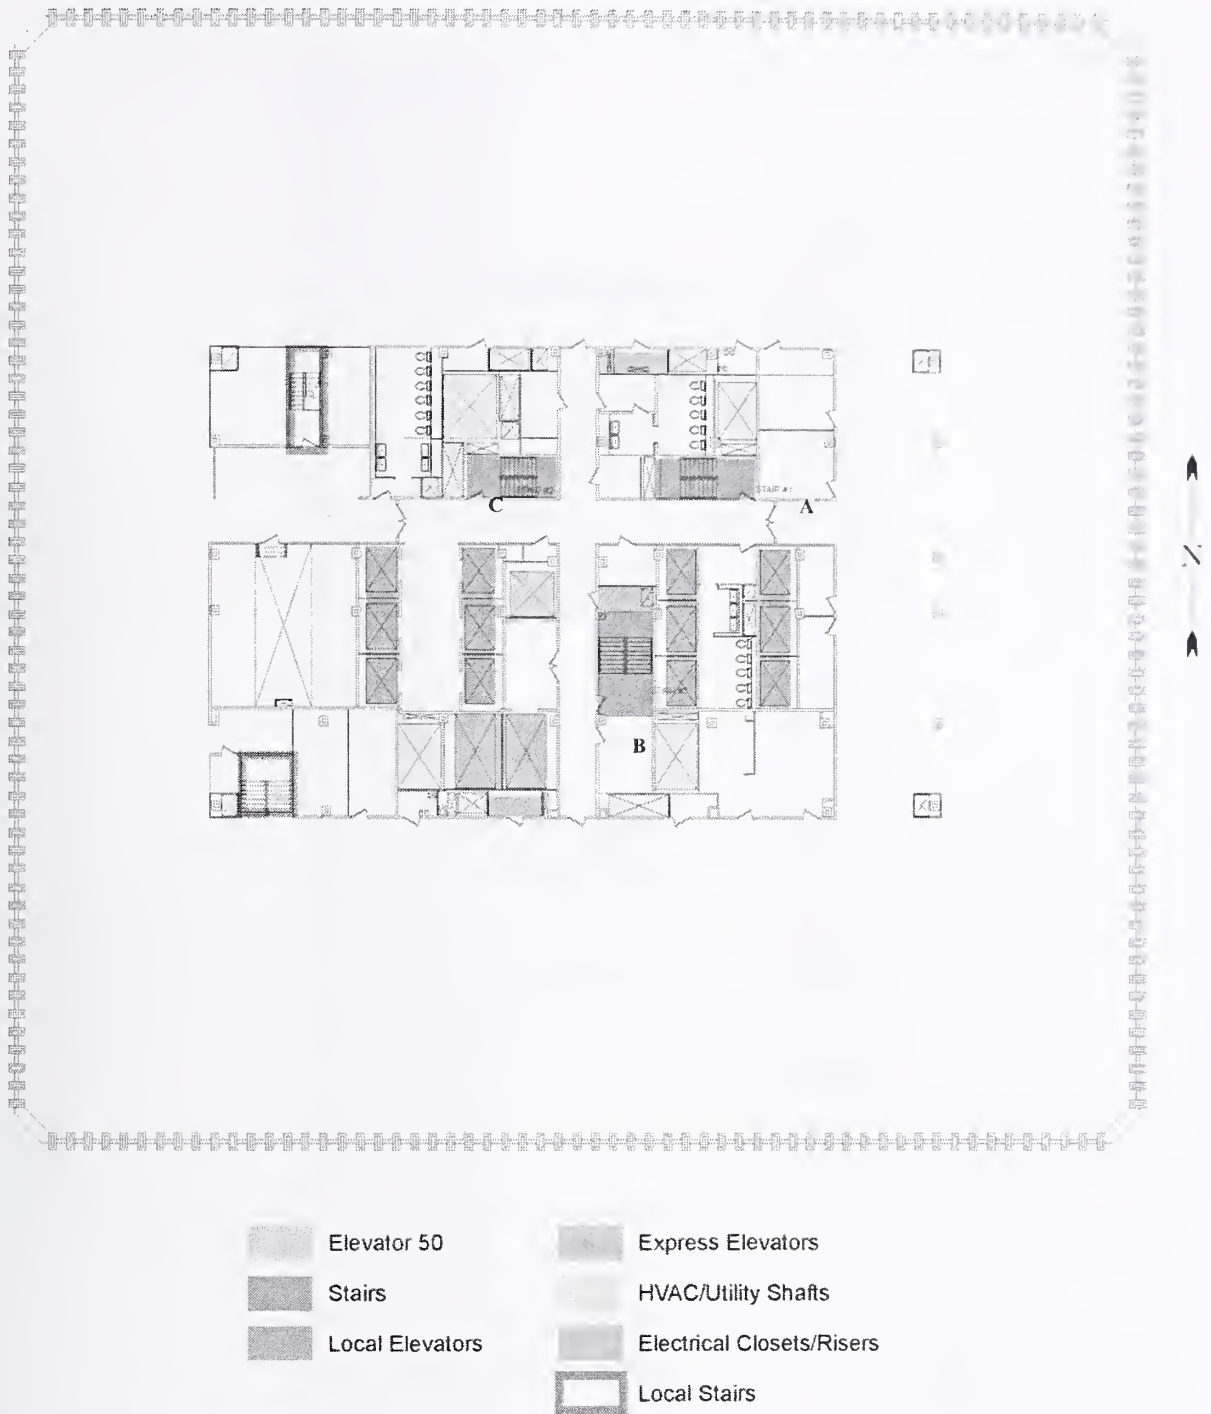 C
A
B
N
Elevator 50
Express Elevators
Stairs
HVAC/Utility Shafts
Local Elevators
Electrical Closets/Risers
Local Stairs